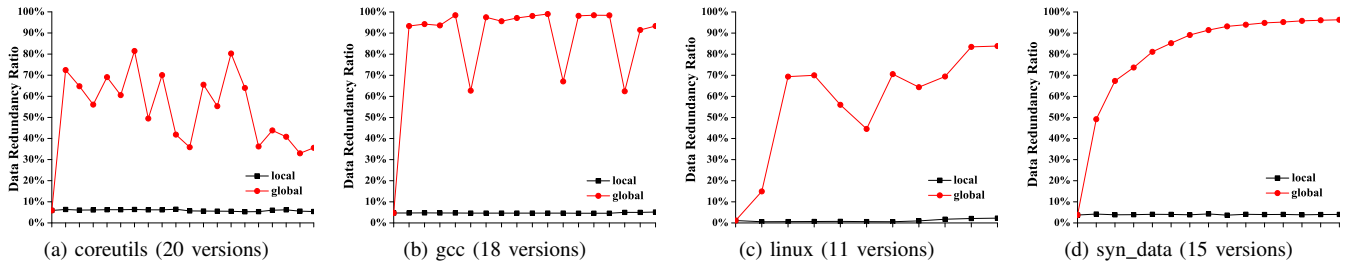 Data Redundancy Ratio
100%
90%
80%
70%
60%
50%
40%
30%
20%
10%
0%
local
global
(a) coreutils (20 versions)
Data Redundancy Ratio
100%
90%
80%
70%
60%
50%
40%
30%
20%
10%
0%
local
global
(b) gcc (18 versions)
Data Redundancy Ratio
100%
90%
80%
70%
60%
50%
40%
30%
20%
10%
0%
local
global
(c) linux (11 versions)
Data Redundancy Ratio
100%
90%
80%
70%
60%
50%
40%
30%
20%
10%
0%
local
global
(d) syn_data (15 versions)